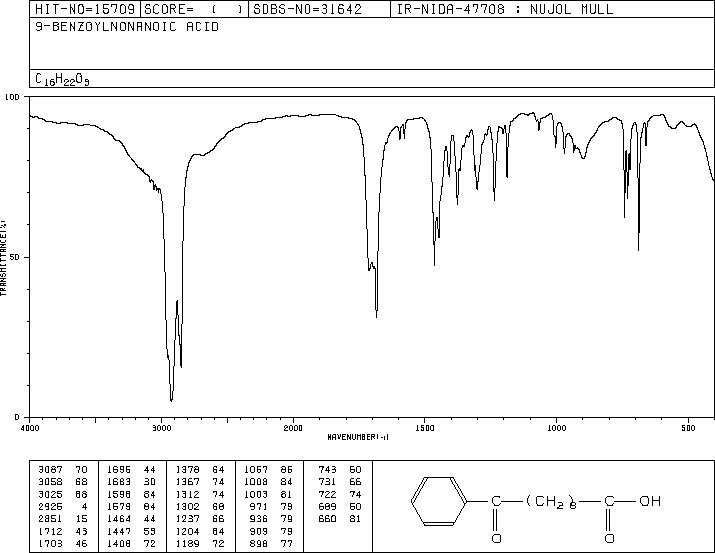 HIT-NO=15709 SCORE= ( ) SDBS-NO=31642 IR-NIDA-47708 : NUJOL MULL
9-BENZOYLNONANOIC ACID
C16H22O3
100
TRANSMITTANCE(%)
50
0
4000 3000 2000 1500 1000 500
WAVENUMBER(-1)
3087 70 1695 44 1378 64 1067 86 743 60
3058 68 1683 30 1367 74 1008 84 731 66
3025 68 1598 84 1312 74 1003 81 722 74
2925 4 1579 84 1302 68 971 79 689 50
2851 15 1464 44 1237 66 936 79 660 81
1712 43 1447 53 1204 84 909 79
1703 46 1408 72 1189 72 898 77
C (CH2)8 C OH
O O